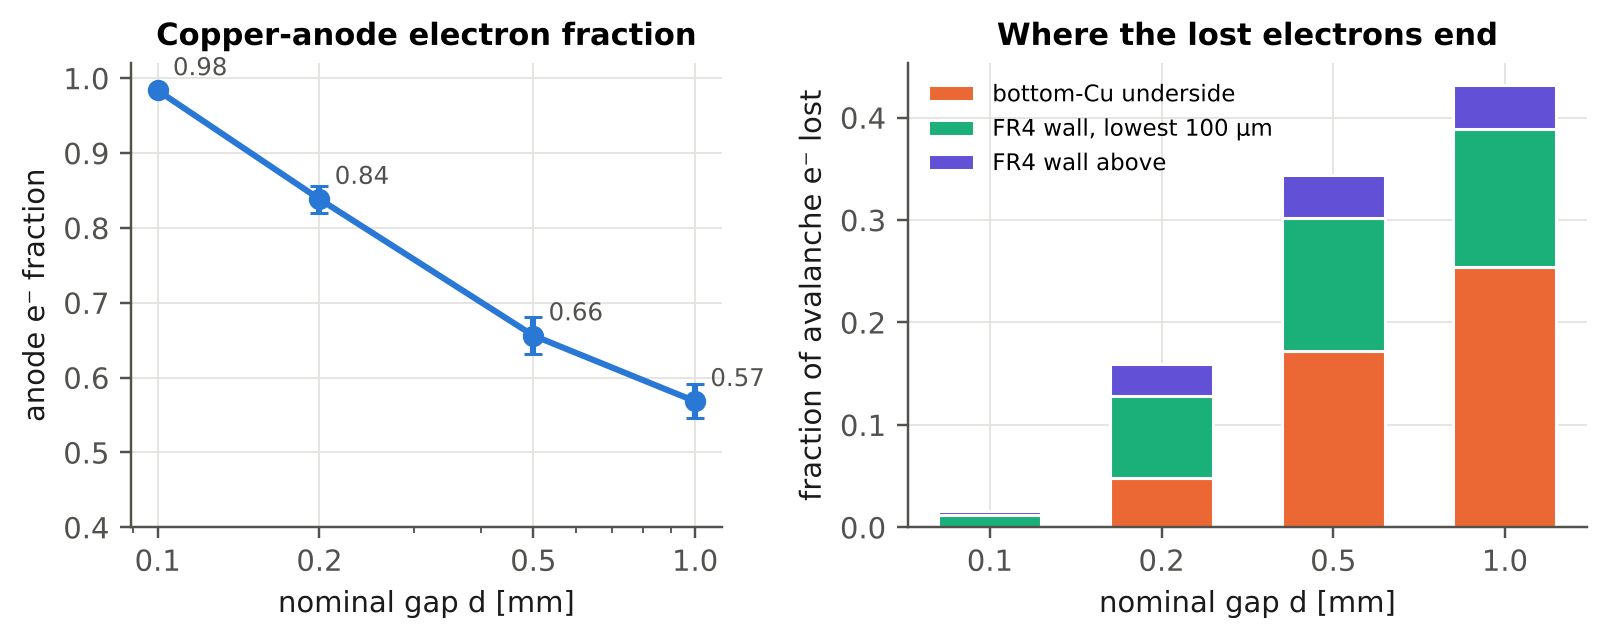 Copper-anode electron fraction
anode e⁻ fraction
1.0
0.9
0.8
0.7
0.6
0.5
0.4
0.98
0.84
0.66
0.57
0.1
0.2
0.5
1.0
nominal gap d [mm]
Where the lost electrons end
fraction of avalanche e⁻ lost
0.4
0.3
0.2
0.1
0.0
bottom-Cu underside
FR4 wall, lowest 100 µm
FR4 wall above
0.1
0.2
0.5
1.0
nominal gap d [mm]